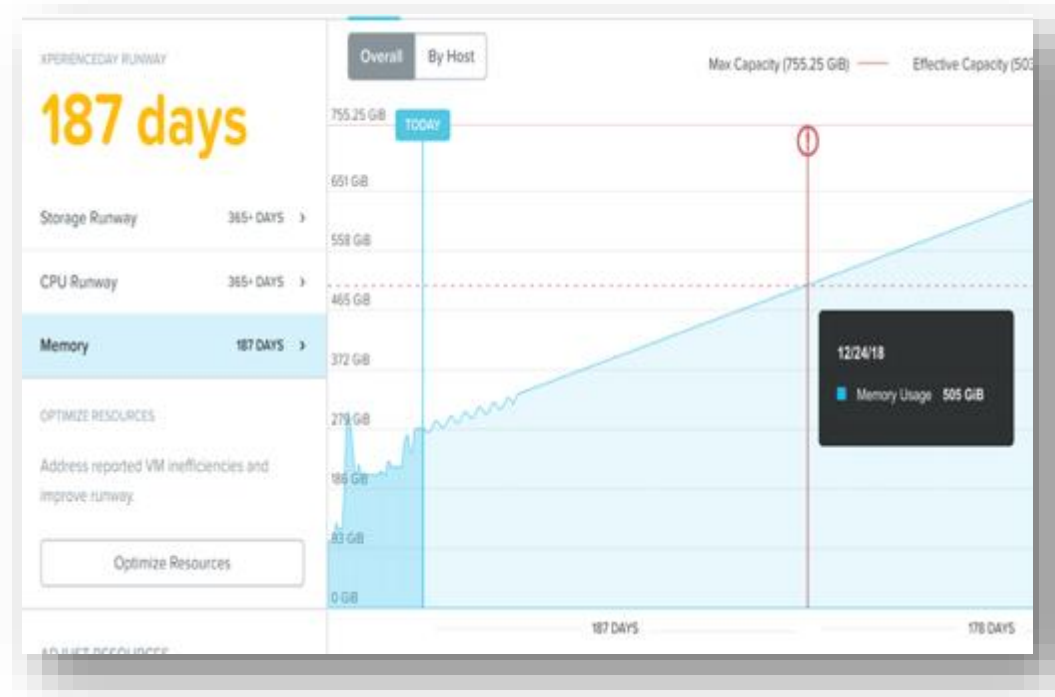 XPERIENCEDAY RUNWAY
187 days
Storage Runway 365+ DAYS >
CPU Runway 365+ DAYS >
Memory 187 DAYS >
OPTIMIZE RESOURCES
Address reported VM inefficiencies and
improve runway.
Optimize Resources
ADJUST RESOURCES
Overall By Host
Max Capacity (755.25 GiB) Effective Capacity (503
755.25 GiB
TODAY
651 GiB
558 GiB
465 GiB
372 GiB
279 GiB
186 GiB
83 GiB
0 GiB
12/24/18
Memory Usage 505 GiB
187 DAYS 178 DAYS